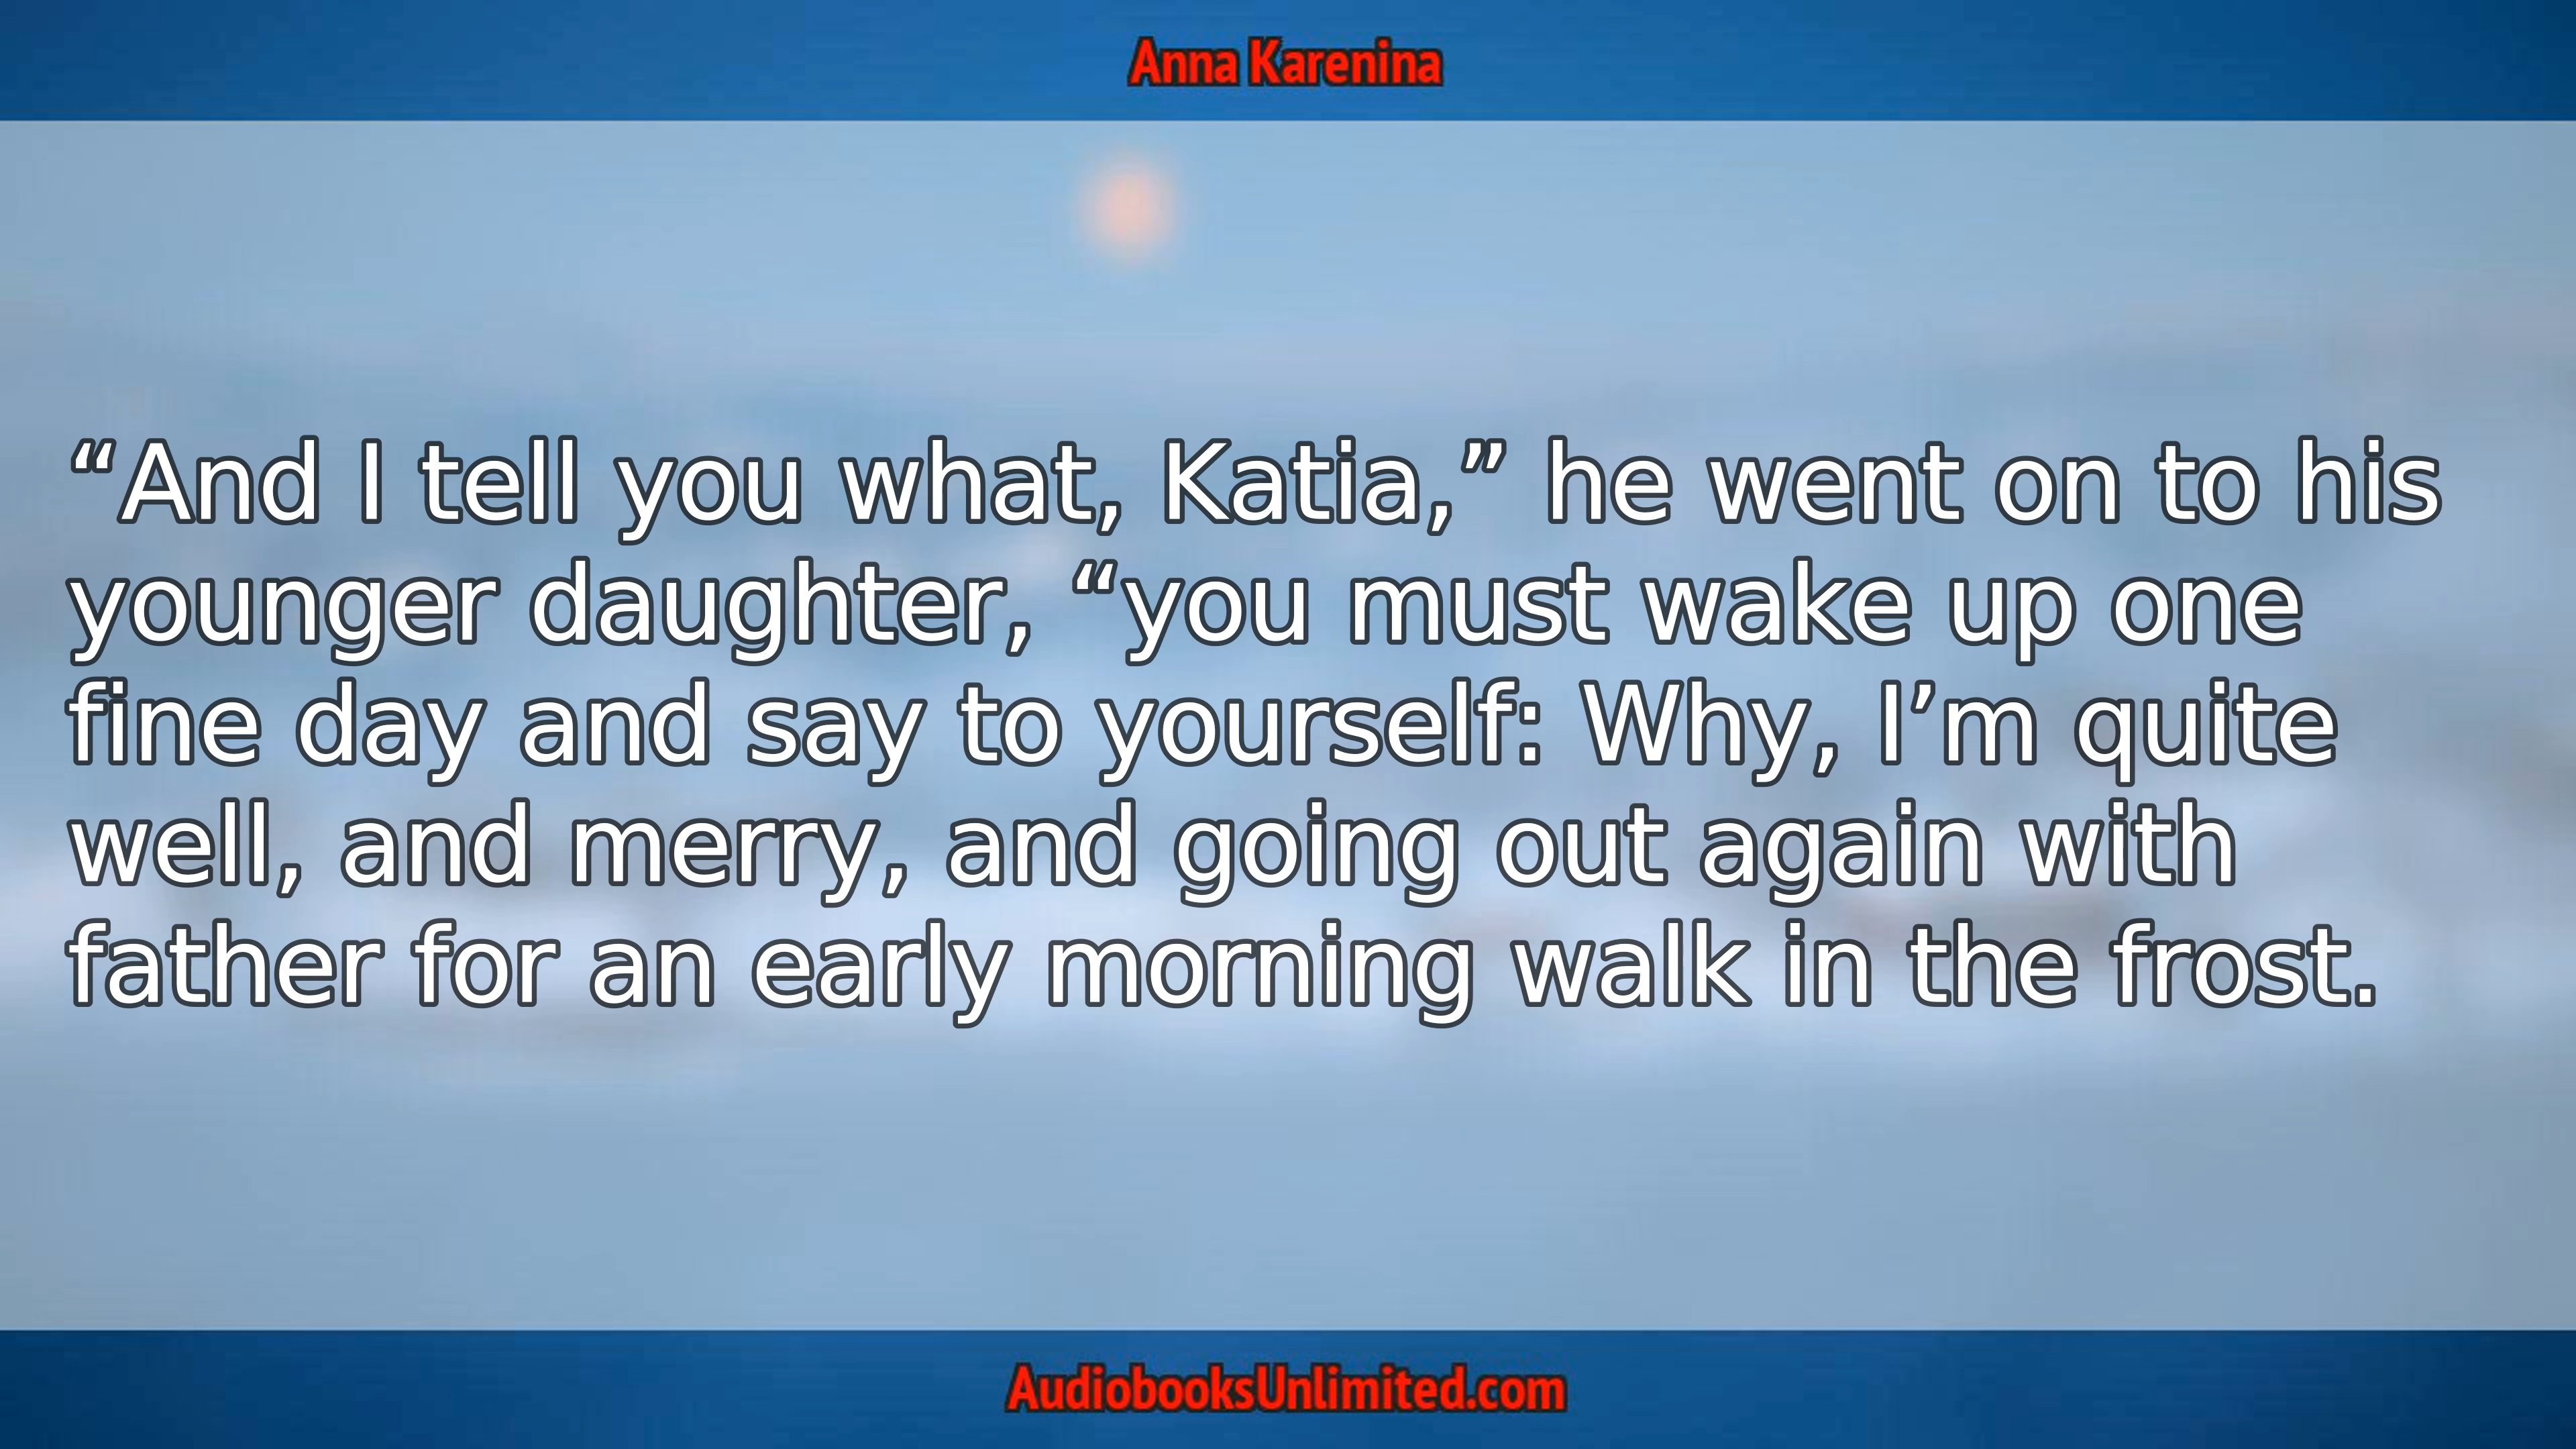 Anna Karenina
“And I tell you what, Katia,” he went on to his
younger daughter, “you must wake up one
fine day and say to yourself: Why, I’m quite
well, and merry, and going out again with
father for an early morning walk in the frost.
AudiobooksUnlimited.com